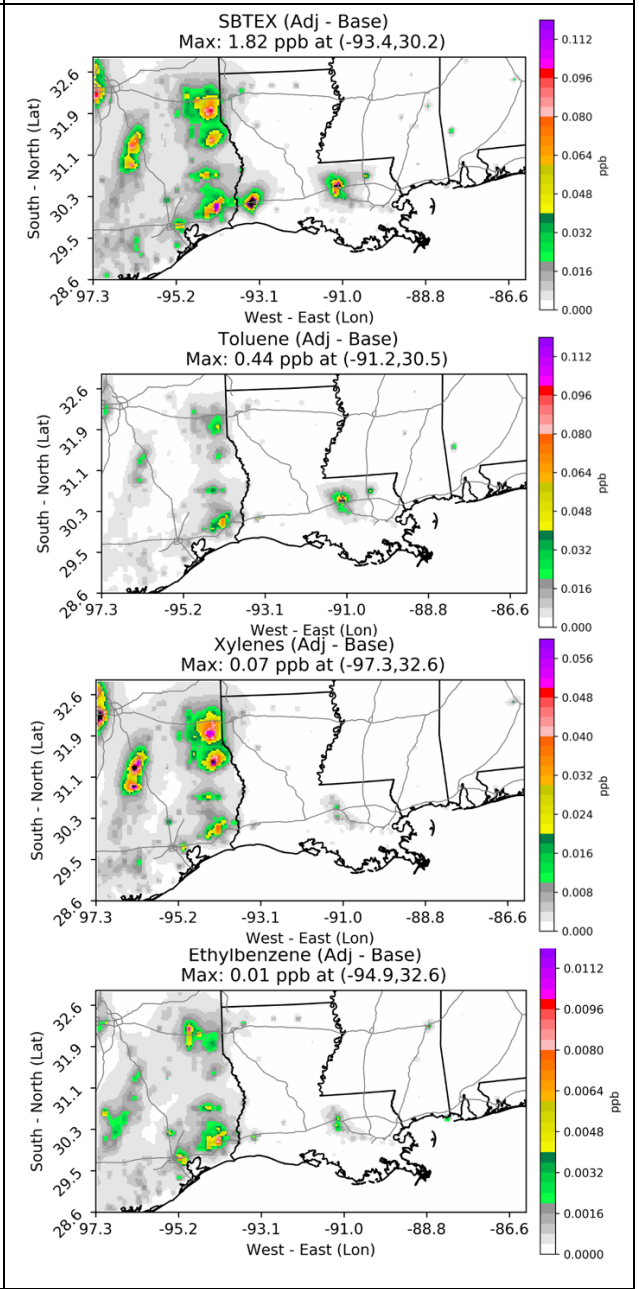 SBTEX (Adj - Base)
Max: 1.82 ppb at (-93.4,30.2)
South - North (Lat)
32.6
31.9
31.1
30.3
29.5
28.6
-97.3 -95.2 -93.1 -91.0 -88.8 -86.6
West - East (Lon)
0.112
0.096
0.080
0.064
0.048
0.032
0.016
0.000
ppb
Toluene (Adj - Base)
Max: 0.44 ppb at (-91.2,30.5)
South - North (Lat)
32.6
31.9
31.1
30.3
29.5
28.6
-97.3 -95.2 -93.1 -91.0 -88.8 -86.6
West - East (Lon)
0.112
0.096
0.080
0.064
0.048
0.032
0.016
0.000
ppb
Xylenes (Adj - Base)
Max: 0.07 ppb at (-97.3,32.6)
South - North (Lat)
32.6
31.9
31.1
30.3
29.5
28.6
-97.3 -95.2 -93.1 -91.0 -88.8 -86.6
West - East (Lon)
0.056
0.048
0.040
0.032
0.024
0.016
0.008
0.000
ppb
Ethylbenzene (Adj - Base)
Max: 0.01 ppb at (-94.9,32.6)
South - North (Lat)
32.6
31.9
31.1
30.3
29.5
28.6
-97.3 -95.2 -93.1 -91.0 -88.8 -86.6
West - East (Lon)
0.0112
0.0096
0.0080
0.0064
0.0048
0.0032
0.0016
0.0000
ppb